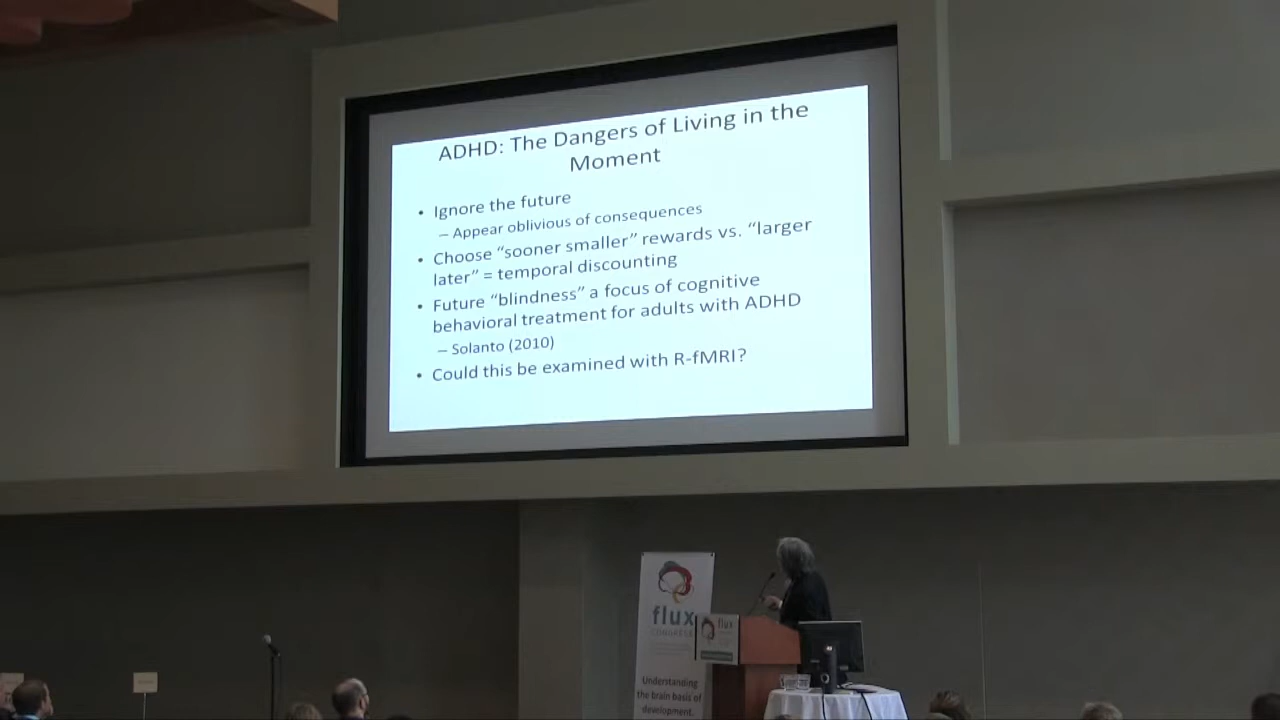 ADHD: The Dangers of Living in the
Moment
• Ignore the future
– Appear oblivious of consequences
• Choose “sooner smaller” rewards vs. “larger
later” = temporal discounting
• Future “blindness” a focus of cognitive
behavioral treatment for adults with ADHD
– Solanto (2010)
• Could this be examined with R-fMRI?
flux
CONGRESS
flux
Understanding
the brain basis of
development.